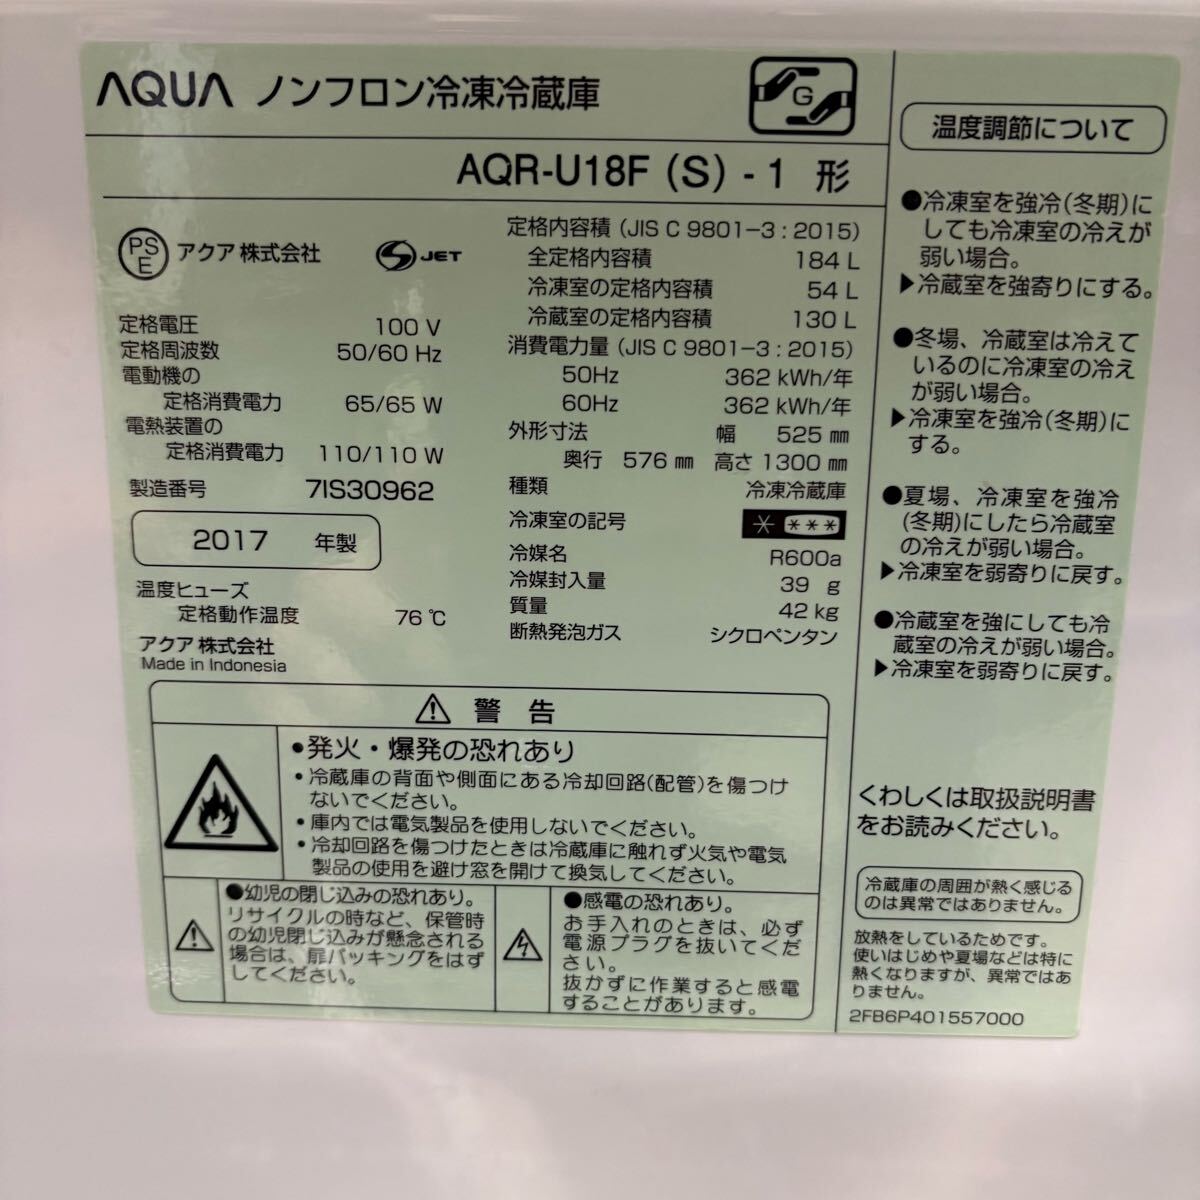 AQUA ノンフロン冷凍冷蔵庫
G
AQR-U18F (S) - 1 形
PS E アクア株式会社 S JET
定格電圧 100 V
定格周波数 50/60 Hz
電動機の
定格消費電力 65/65 W
電熱装置の
定格消費電力 110/110 W
製造番号 7IS30962
2017 年製
温度ヒューズ
定格動作温度 76 ℃
アクア株式会社
Made in Indonesia
定格内容積 (JIS C 9801-3 : 2015)
全定格内容積 184 L
冷凍室の定格内容積 54 L
冷蔵室の定格内容積 130 L
消費電力量 (JIS C 9801-3 : 2015)
50Hz 362 kWh/年
60Hz 362 kWh/年
外形寸法 幅 525 mm
奥行 576 mm 高さ 1300 mm
種類 冷凍冷蔵庫
冷凍室の記号 * ***
冷媒名 R600a
冷媒封入量 39 g
質量 42 kg
断熱発泡ガス シクロペンタン
警 告
•発火・爆発の恐れあり
•冷蔵庫の背面や側面にある冷却回路(配管)を傷つけ
ないでください。
•庫内では電気製品を使用しないでください。
•冷却回路を傷つけたときは冷蔵庫に触れず火気や電気
製品の使用を避け窓を開けて換気してください。
●幼児の閉じ込みの恐れあり。
リサイクルの時など、保管時
の幼児閉じ込みが懸念される
場合は、扉パッキングをはず
してください。
●感電の恐れあり。
お手入れのときは、必ず
電源プラグを抜いてくだ
さい。
抜かずに作業すると感電
することがあります。
温度調節について
●冷凍室を強冷(冬期)に
しても冷凍室の冷えが
弱い場合。
▶冷蔵室を強寄りにする。
●冬場、冷蔵室は冷えて
いるのに冷凍室の冷え
が弱い場合。
▶冷凍室を強冷(冬期)に
する。
●夏場、冷凍室を強冷
(冬期)にしたら冷蔵室
の冷えが弱い場合。
▶冷凍室を弱寄りに戻す。
●冷蔵室を強にしても冷
蔵室の冷えが弱い場合。
▶冷凍室を弱寄りに戻す。
くわしくは取扱説明書
をお読みください。
冷蔵庫の周囲が熱く感じる
のは異常ではありません。
放熱をしているためです。
使いはじめや夏場などは特に
熱くなりますが、異常ではあ
りません。
2FB6P401557000